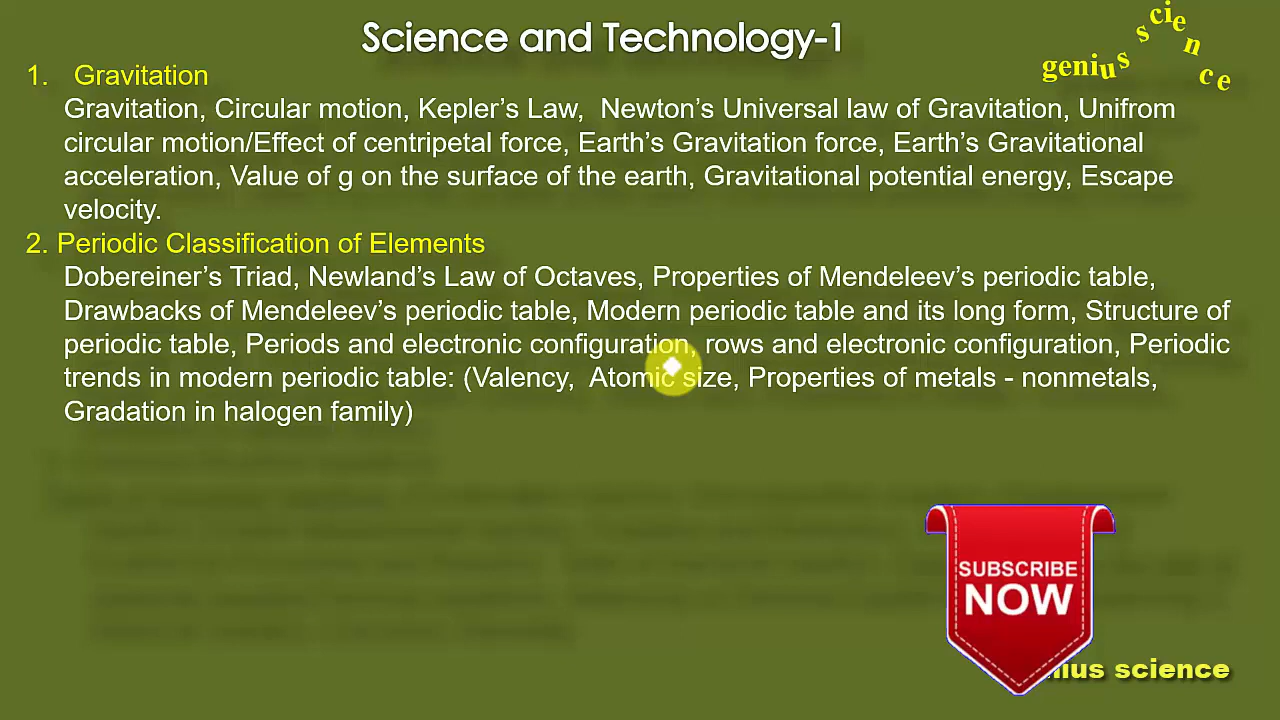 Science and Technology-1
genius science
1. Gravitation
Gravitation, Circular motion, Kepler's Law, Newton's Universal law of Gravitation, Unifrom
circular motion/Effect of centripetal force, Earth's Gravitation force, Earth's Gravitational
acceleration, Value of g on the surface of the earth, Gravitational potential energy, Escape
velocity.
2. Periodic Classification of Elements
Dobereiner's Triad, Newland's Law of Octaves, Properties of Mendeleev's periodic table,
Drawbacks of Mendeleev's periodic table, Modern periodic table and its long form, Structure of
periodic table, Periods and electronic configuration, rows and electronic configuration, Periodic
trends in modern periodic table: (Valency, Atomic size, Properties of metals - nonmetals,
Gradation in halogen family)
SUBSCRIBE
NOW
science